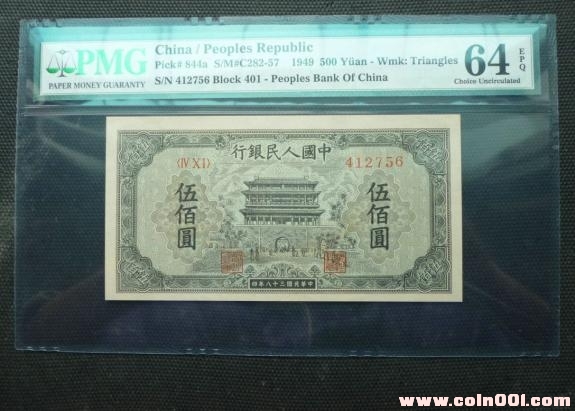 PMG
PAPER MONEY GUARANTY
China / Peoples Republic
Pick# 844a S/M#C282-57 1949 500 Yüan - Wmk: Triangles
S/N 412756 Block 401 - Peoples Bank Of China
64 EPQ
Choice Uncirculated
行銀民人國中
〈IV XI〉 412756
伍佰圓
伍佰圓
印年八十三國民華中
www.coin001.com